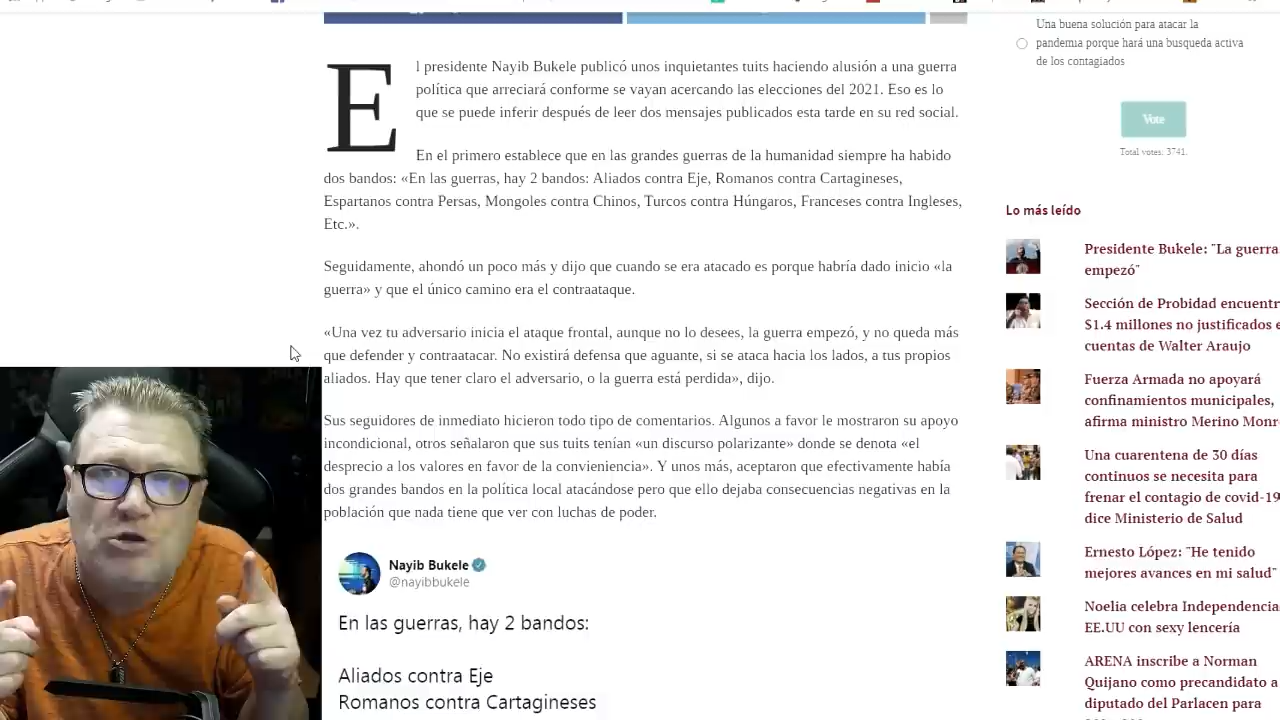 El presidente Nayib Bukele publicó unos inquietantes tuits haciendo alusión a una guerra
política que arreciará conforme se vayan acercando las elecciones del 2021. Eso es lo
que se puede inferir después de leer dos mensajes publicados esta tarde en su red social.
En el primero establece que en las grandes guerras de la humanidad siempre ha habido
dos bandos: «En las guerras, hay 2 bandos: Aliados contra Eje, Romanos contra Cartagineses,
Espartanos contra Persas, Mongoles contra Chinos, Turcos contra Húngaros, Franceses contra Ingleses,
Etc.».
Seguidamente, ahondó un poco más y dijo que cuando se era atacado es porque habría dado inicio «la
guerra» y que el único camino era el contraataque.
«Una vez tu adversario inicia el ataque frontal, aunque no lo desees, la guerra empezó, y no queda más
que defender y contraatacar. No existirá defensa que aguante, si se ataca hacia los lados, a tus propios
aliados. Hay que tener claro el adversario, o la guerra está perdida», dijo.
Sus seguidores de inmediato hicieron todo tipo de comentarios. Algunos a favor le mostraron su apoyo
incondicional, otros señalaron que sus tuits tenían «un discurso polarizante» donde se denota «el
desprecio a los valores en favor de la convieniencia». Y unos más, aceptaron que efectivamente había
dos grandes bandos en la política local atacándose pero que ello dejaba consecuencias negativas en la
población que nada tiene que ver con luchas de poder.
Nayib Bukele
@nayibbukele
En las guerras, hay 2 bandos:
Aliados contra Eje
Romanos contra Cartagineses
Una buena solución para atacar la
pandemia porque hará una busqueda activa
de los contagiados
Vote
Total votes: 3741.
Lo más leído
Presidente Bukele: "La guerra
empezó"
Sección de Probidad encuentr
$1.4 millones no justificados e
cuentas de Walter Araujo
Fuerza Armada no apoyará
confinamientos municipales,
afirma ministro Merino Monr
Una cuarentena de 30 días
continuos se necesita para
frenar el contagio de covid-19
dice Ministerio de Salud
Ernesto López: "He tenido
mejores avances en mi salud"
Noelia celebra Independencia
EE.UU con sexy lencería
ARENA inscribe a Norman
Quijano como precandidato a
diputado del Parlacen para